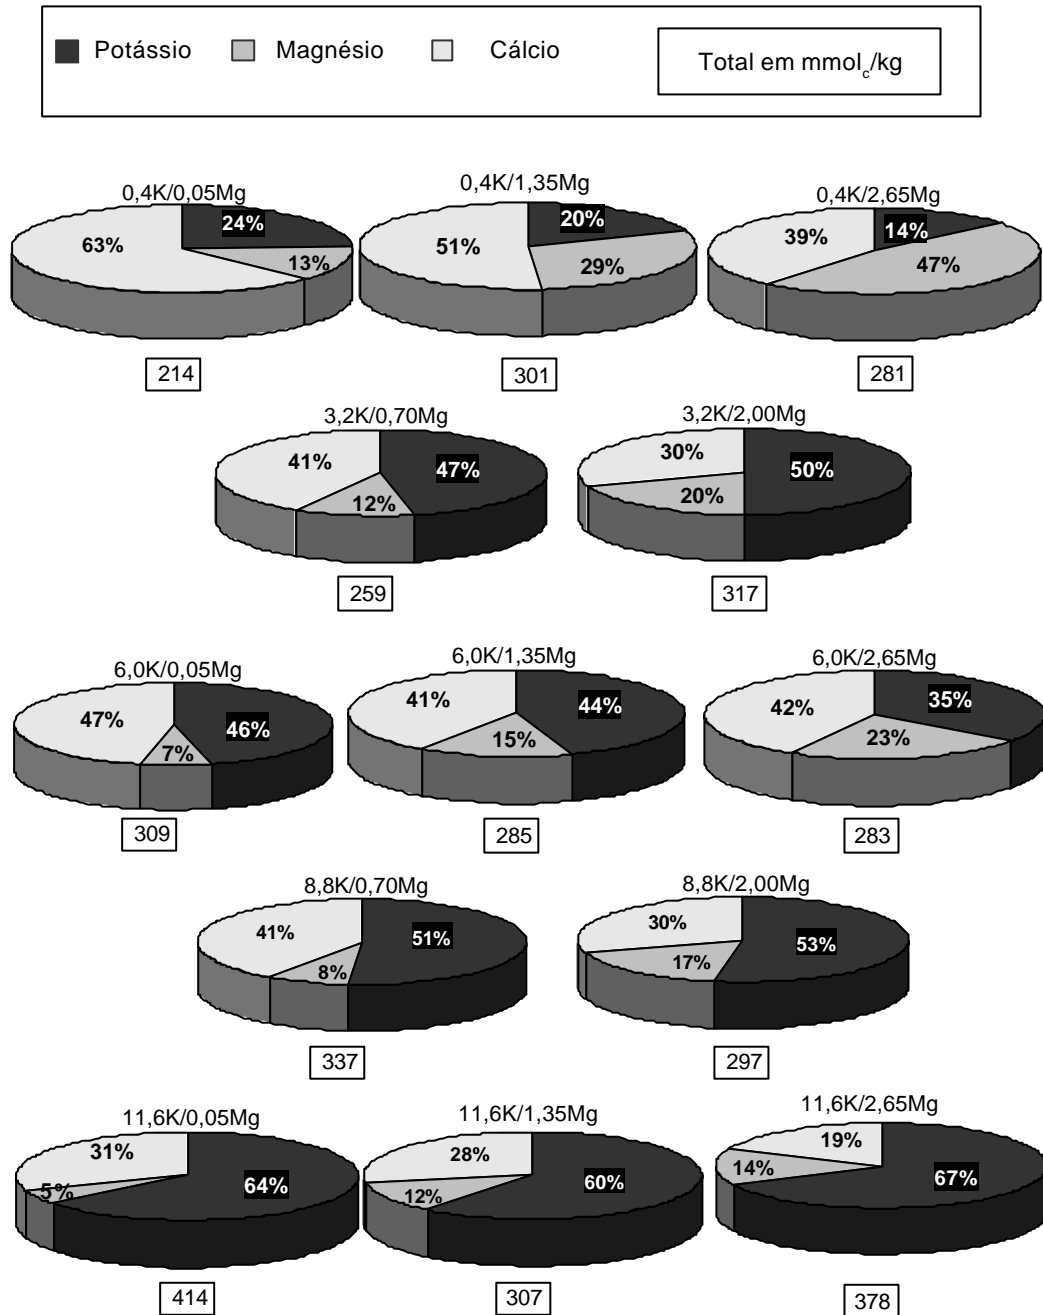 Potássio Magnésio Cálcio Total em mmolc/kg
0,4K/0,05Mg 0,4K/1,35Mg 0,4K/2,65Mg
24% 63% 13% 20% 51% 29% 14% 39% 47%
214 301 281
3,2K/0,70Mg 3,2K/2,00Mg
41% 47% 12% 30% 50% 20%
259 317
6,0K/0,05Mg 6,0K/1,35Mg 6,0K/2,65Mg
47% 46% 7% 41% 44% 15% 42% 35% 23%
309 285 283
8,8K/0,70Mg 8,8K/2,00Mg
41% 51% 8% 30% 53% 17%
337 297
11,6K/0,05Mg 11,6K/1,35Mg 11,6K/2,65Mg
31% 64% 5% 28% 60% 12% 19% 67% 14%
414 307 378